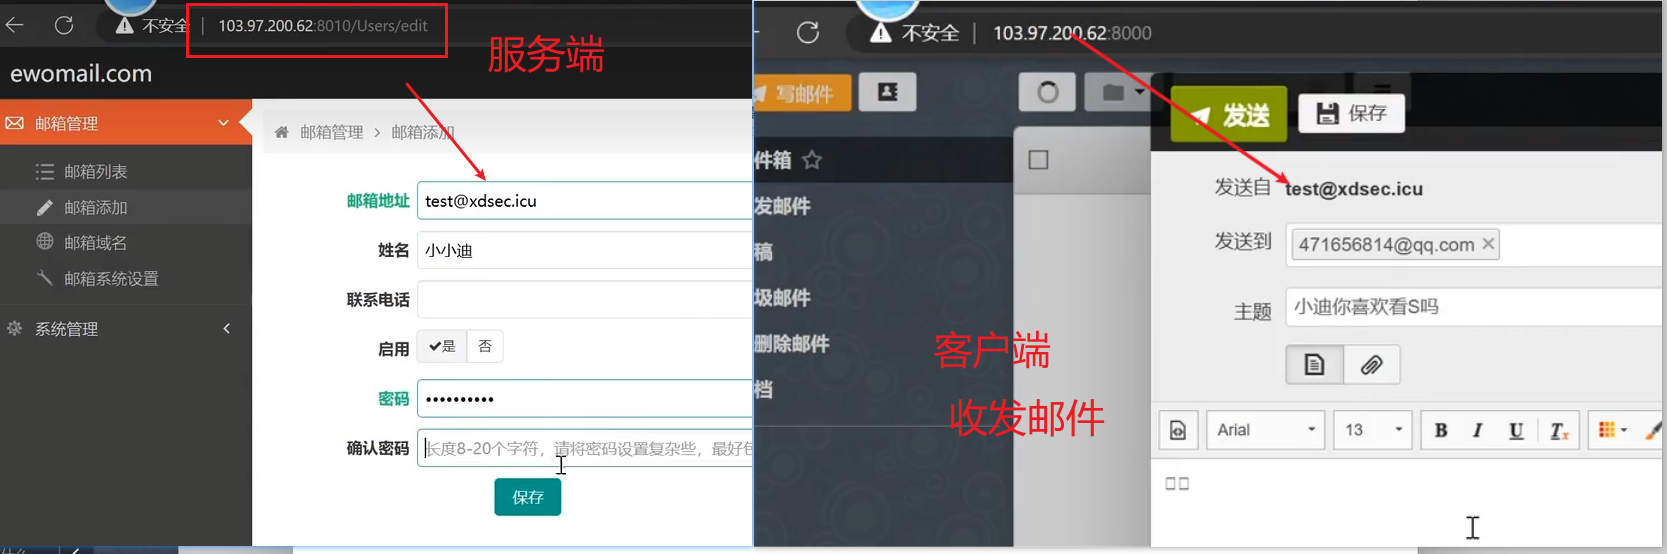 不安全 103.97.200.62:8010/Users/edit
服务端
ewomail.com
邮箱管理
邮箱列表
邮箱添加
邮箱域名
邮箱系统设置
系统管理
邮箱管理 > 邮箱添加
邮箱地址 test@xdsec.icu
姓名 小小迪
联系电话
启用 是 否
密码 ••••••••••
确认密码 长度8-20个字符，请将密码设置复杂些，最好
保存
不安全 103.97.200.62:8000
写邮件
发送 保存
件箱
发邮件
稿
圾邮件
删除邮件
档
客户端
收发邮件
发送自 test@xdsec.icu
发送到 471656814@qq.com
主题 小迪你喜欢看S吗
Arial 13 B I U Tx